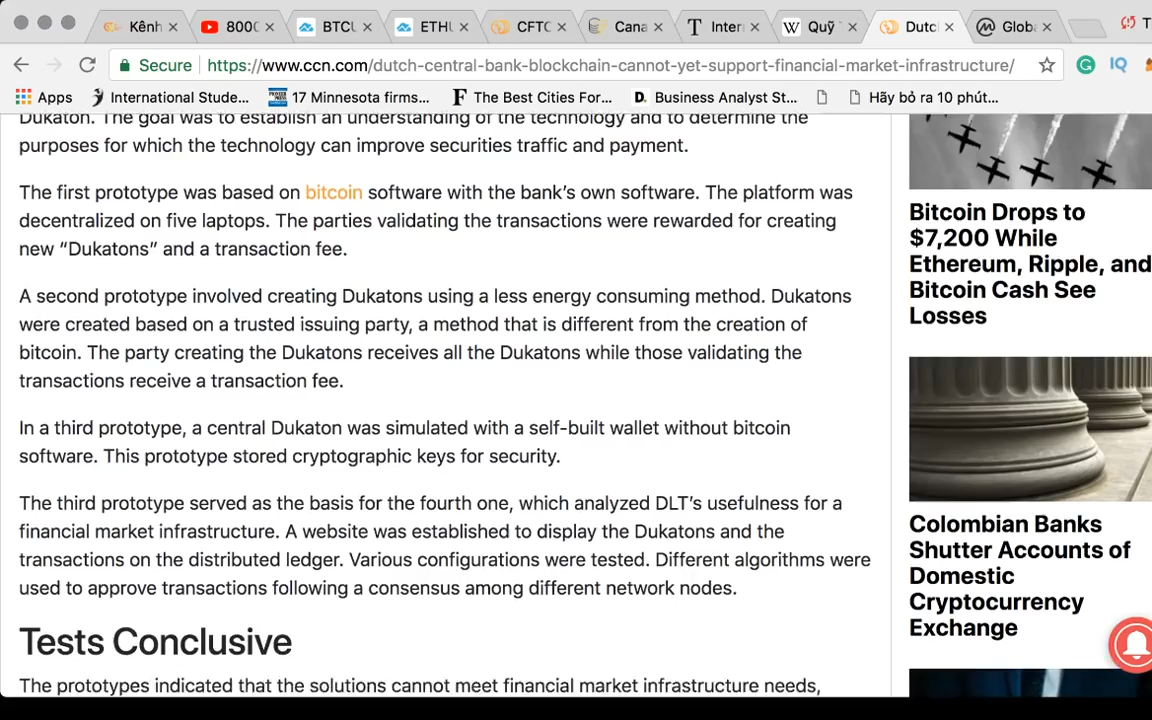 Kênh
800
BTCU
ETHU
CFTC
Cana
Inter
Quỹ
Dutch
Globa
Secure
https://www.ccn.com/dutch-central-bank-blockchain-cannot-yet-support-financial-market-infrastructure/
Apps
International Stude...
17 Minnesota firms...
The Best Cities For...
Business Analyst St...
Hãy bỏ ra 10 phút...
Dukaton. The goal was to establish an understanding of the technology and to determine the
purposes for which the technology can improve securities traffic and payment.
The first prototype was based on bitcoin software with the bank’s own software. The platform was
decentralized on five laptops. The parties validating the transactions were rewarded for creating
new “Dukatons” and a transaction fee.
A second prototype involved creating Dukatons using a less energy consuming method. Dukatons
were created based on a trusted issuing party, a method that is different from the creation of
bitcoin. The party creating the Dukatons receives all the Dukatons while those validating the
transactions receive a transaction fee.
In a third prototype, a central Dukaton was simulated with a self-built wallet without bitcoin
software. This prototype stored cryptographic keys for security.
The third prototype served as the basis for the fourth one, which analyzed DLT’s usefulness for a
financial market infrastructure. A website was established to display the Dukatons and the
transactions on the distributed ledger. Various configurations were tested. Different algorithms were
used to approve transactions following a consensus among different network nodes.
Tests Conclusive
The prototypes indicated that the solutions cannot meet financial market infrastructure needs,
Bitcoin Drops to
$7,200 While
Ethereum, Ripple, and
Bitcoin Cash See
Losses
Colombian Banks
Shutter Accounts of
Domestic
Cryptocurrency
Exchange